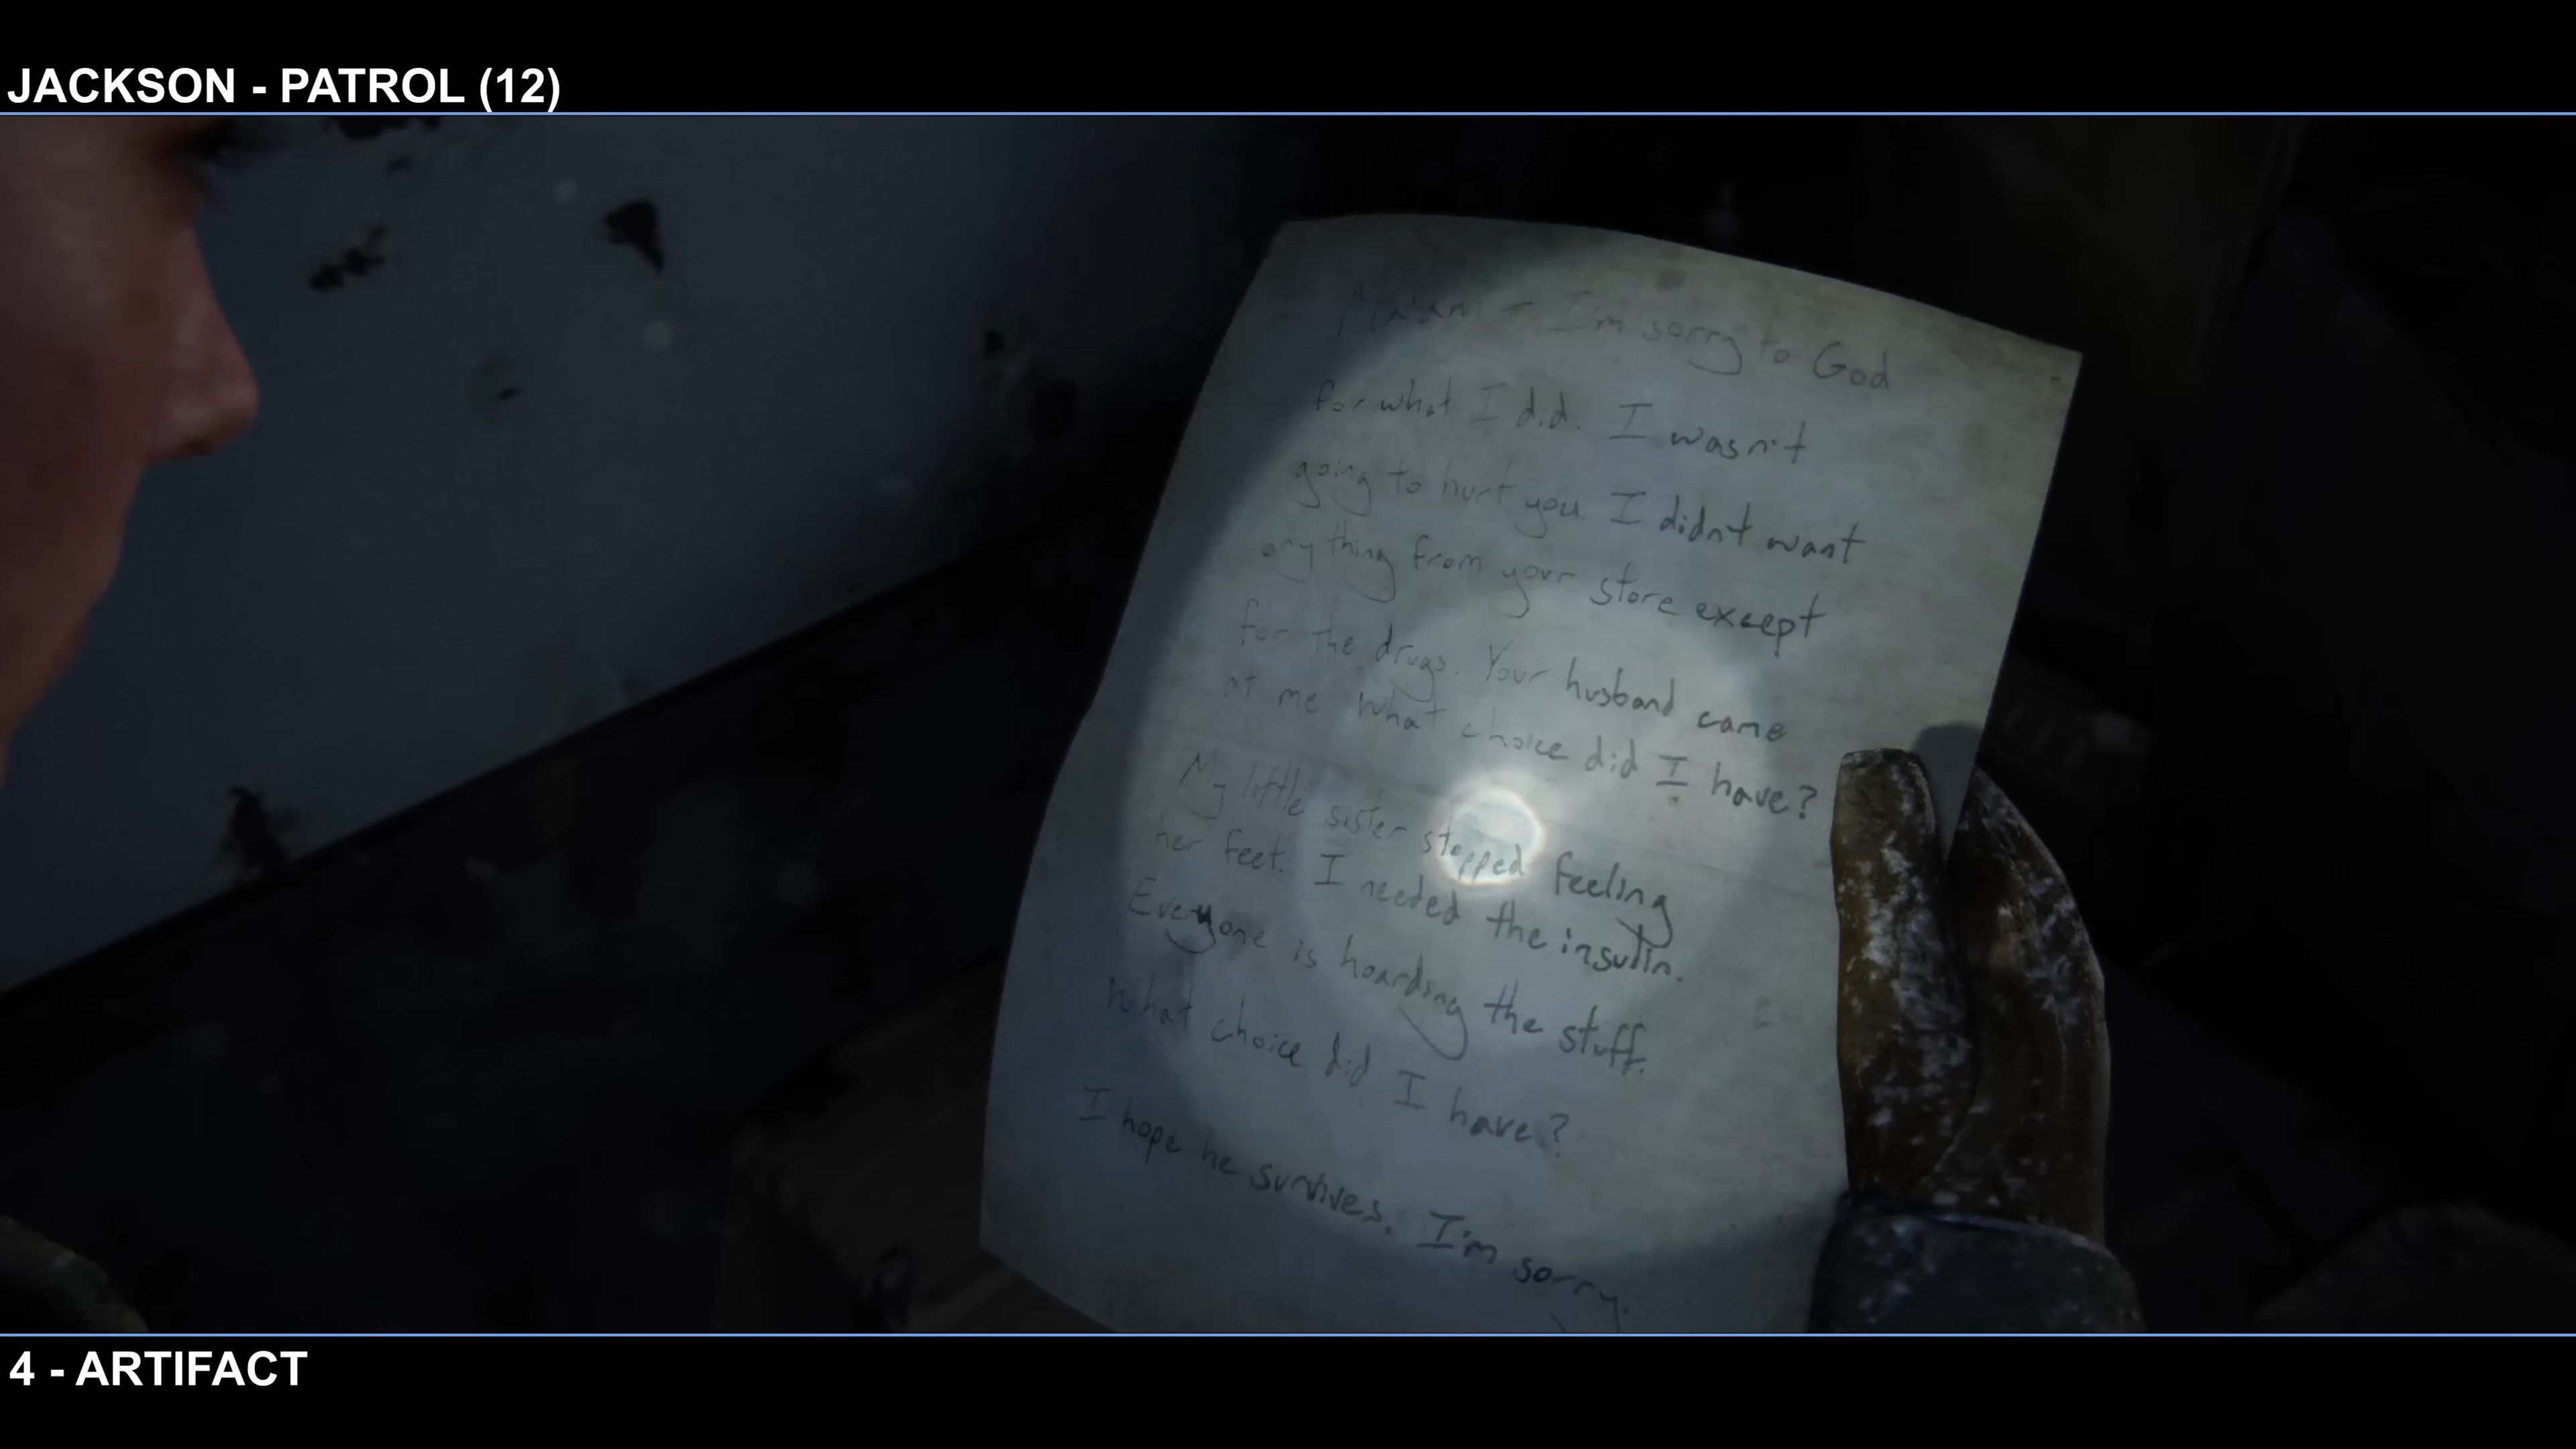 JACKSON - PATROL (12)
Ma'am - I'm sorry to God
for what I did. I wasn't
going to hurt you. I didn't want
anything from your store except
for the drugs. Your husband came
at me. What choice did I have?
My little sister stopped feeling
her feet. I needed the insulin.
Everyone is hoarding the stuff.
What choice did I have?
I hope he survives. I'm sorry.
4 - ARTIFACT